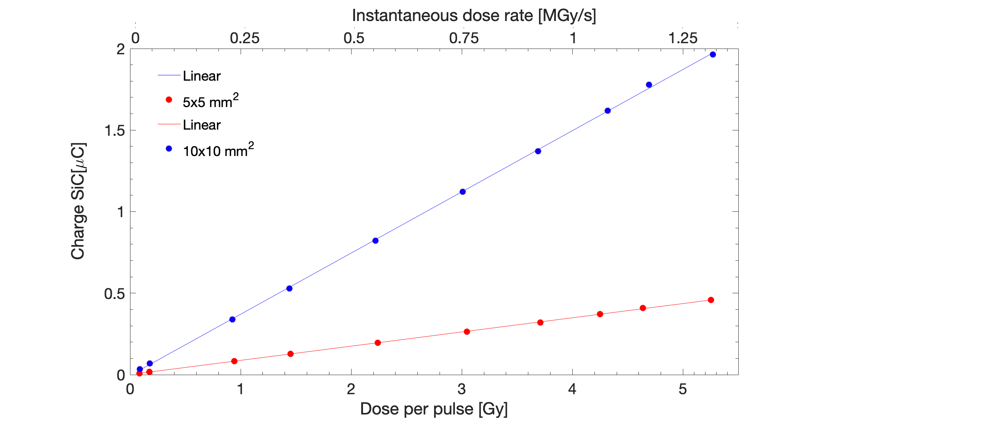 Instantaneous dose rate [MGy/s]
0 0.25 0.5 0.75 1 1.25
2
1.5
1
0.5
0
Charge SiC[μC]
Linear
5x5 mm²
Linear
10x10 mm²
0 1 2 3 4 5
Dose per pulse [Gy]